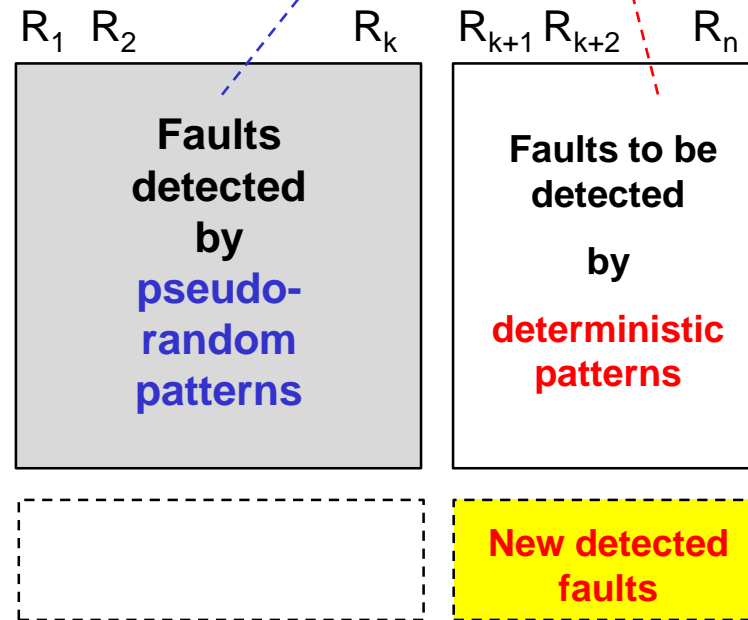 R1 R2 Rk Rk+1 Rk+2 Rn
Faults
detected
by
pseudo-
random
patterns
Faults to be
detected
by
deterministic
patterns
New detected
faults